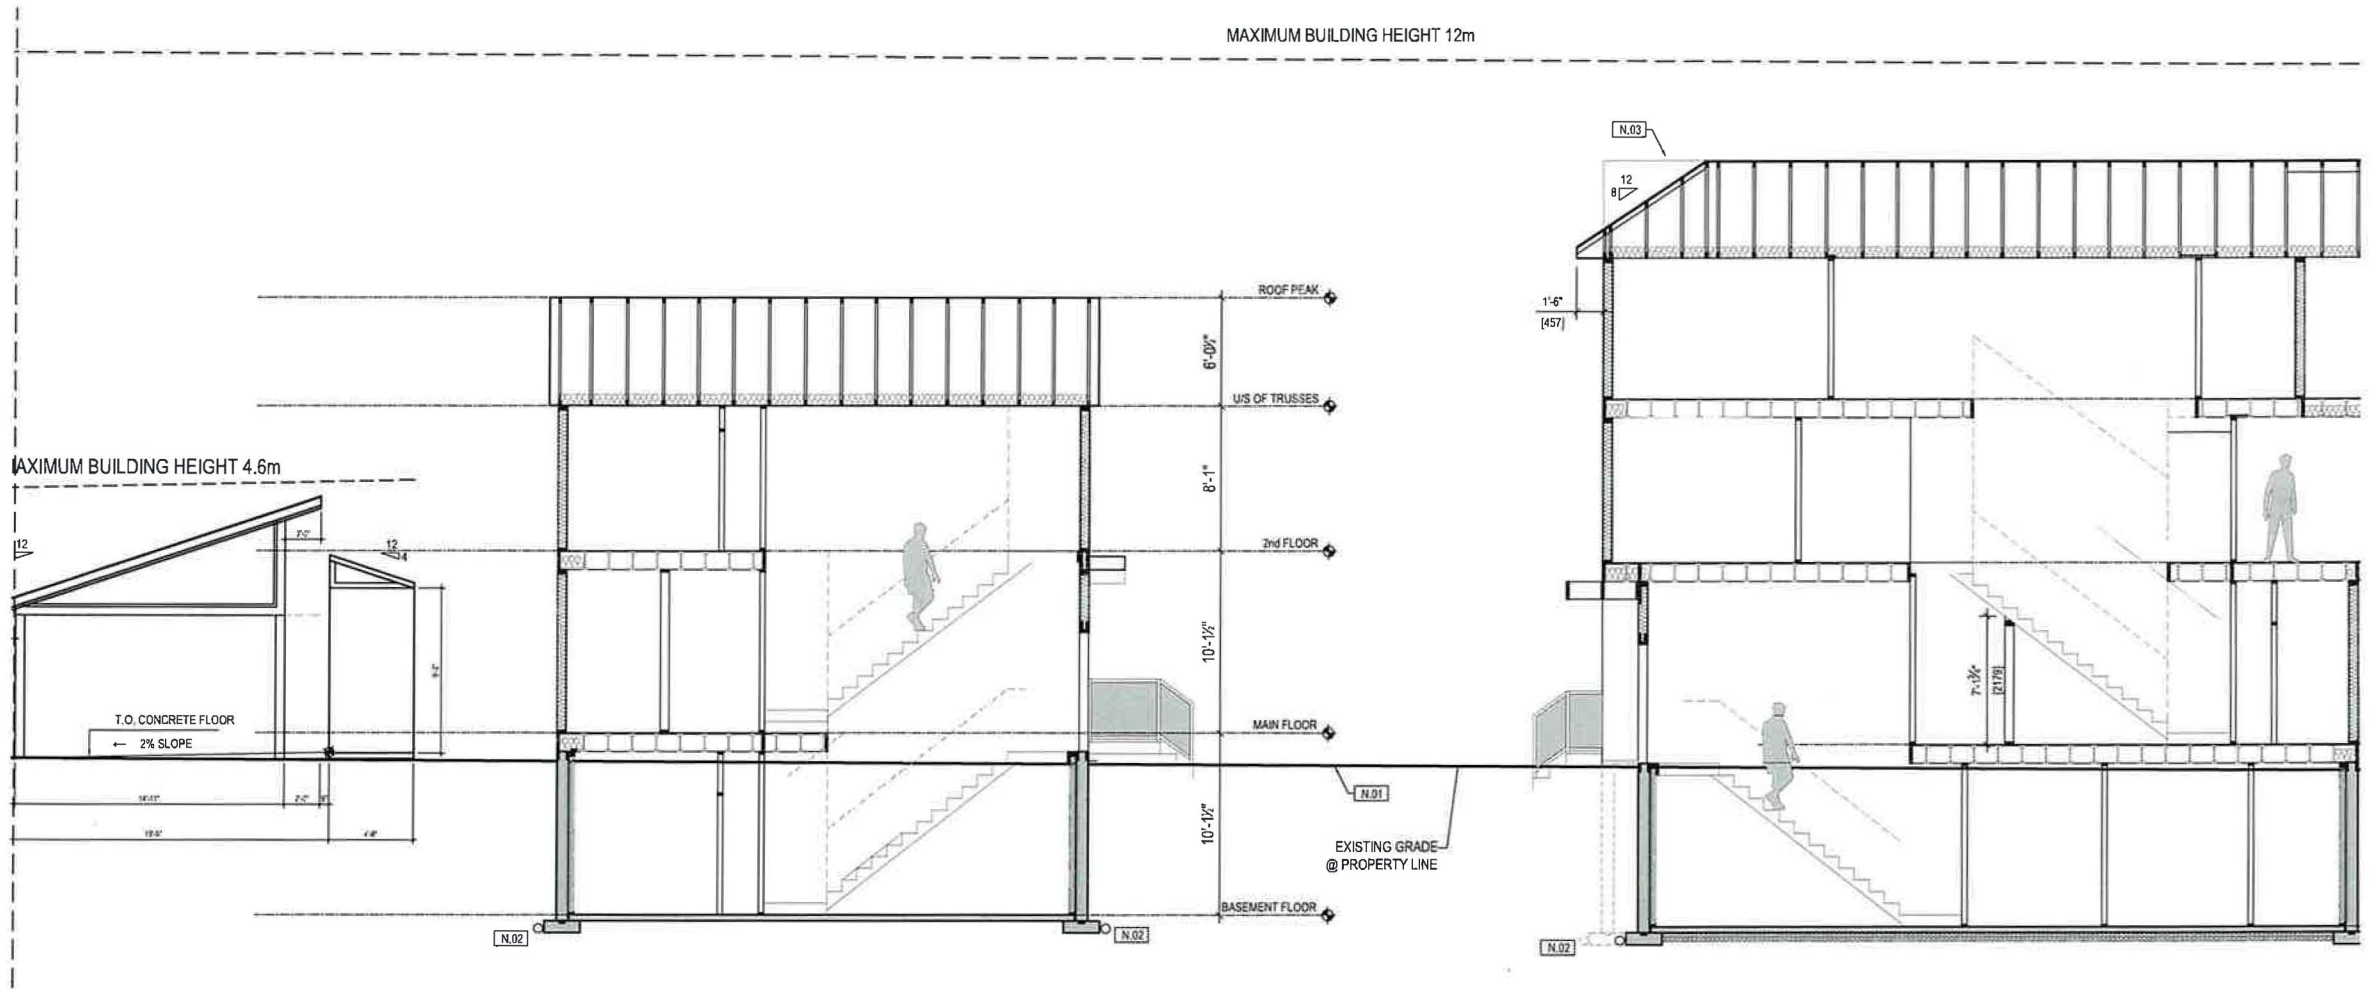 MAXIMUM BUILDING HEIGHT 12m
N.03
12
8
ROOF PEAK
1'-6"
[457]
6'-0½"
U/S OF TRUSSES
AXIMUM BUILDING HEIGHT 4.6m
8'-1"
12
12
4
2nd FLOOR
10'-1½"
7'-1¾"
[2179]
T.O. CONCRETE FLOOR
← 2% SLOPE
MAIN FLOOR
N.01
10'-1½"
EXISTING GRADE
@ PROPERTY LINE
BASEMENT FLOOR
N.02
N.02
N.02